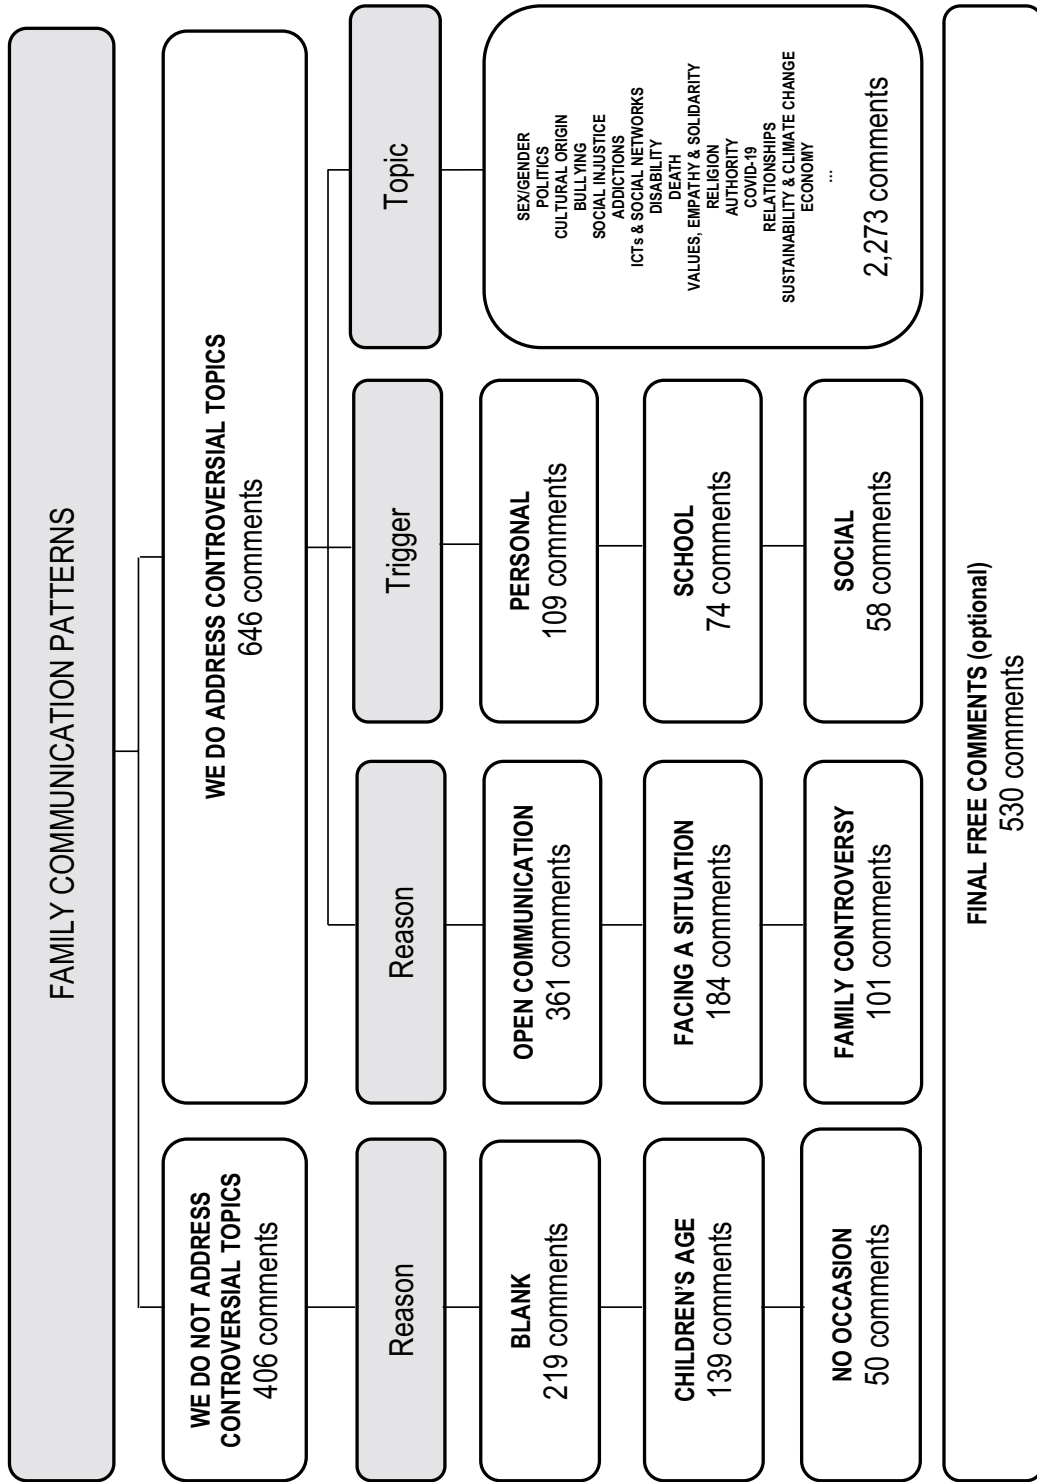 FAMILY COMMUNICATION PATTERNS
WE DO NOT ADDRESS
CONTROVERSIAL TOPICS
406 comments
Reason
BLANK
219 comments
CHILDREN'S AGE
139 comments
NO OCCASION
50 comments
WE DO ADDRESS CONTROVERSIAL TOPICS
646 comments
Reason
OPEN COMMUNICATION
361 comments
FACING A SITUATION
184 comments
FAMILY CONTROVERSY
101 comments
Trigger
PERSONAL
109 comments
SCHOOL
74 comments
SOCIAL
58 comments
Topic
SEX/GENDER
POLITICS
CULTURAL ORIGIN
BULLYING
SOCIAL INJUSTICE
ADDICTIONS
ICTs & SOCIAL NETWORKS
DISABILITY
DEATH
VALUES, EMPATHY & SOLIDARITY
RELIGION
AUTHORITY
COVID-19
RELATIONSHIPS
SUSTAINABILITY & CLIMATE CHANGE
ECONOMY
...
2,273 comments
FINAL FREE COMMENTS (optional)
530 comments